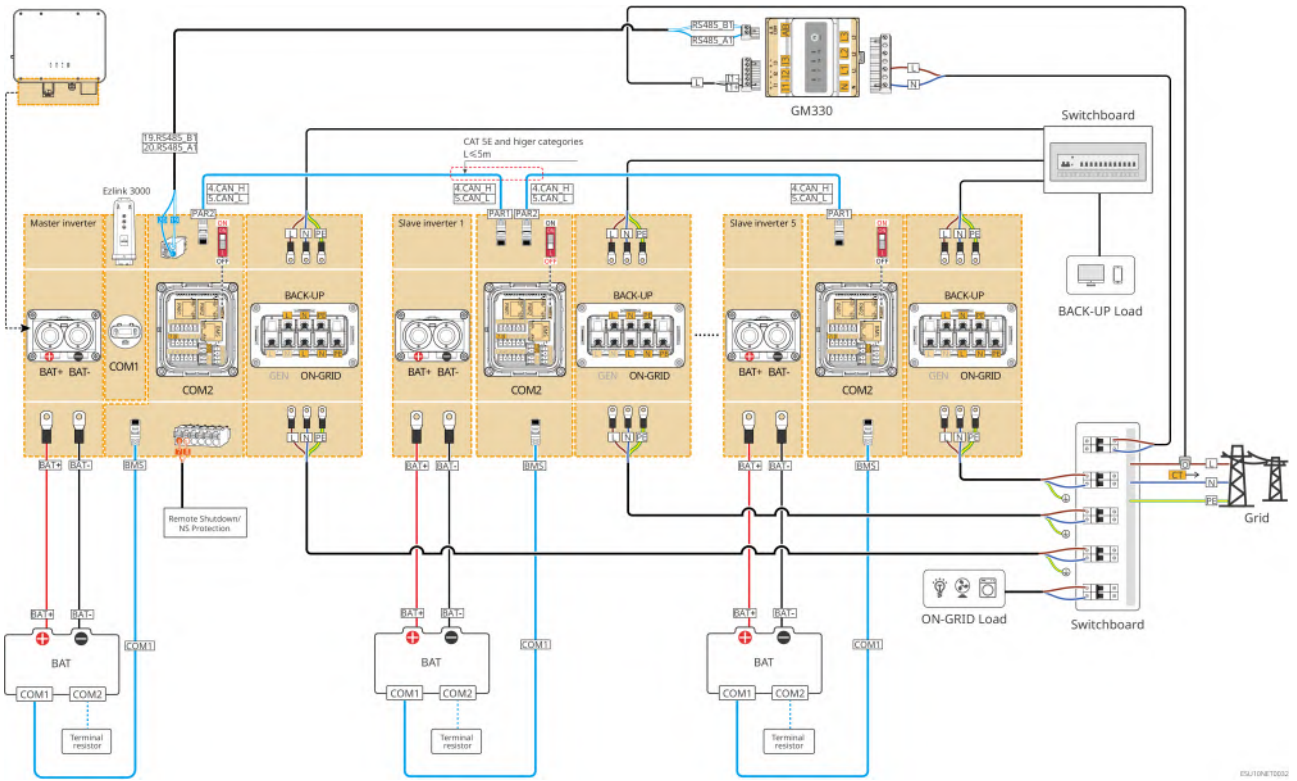 RS485_B1
RS485_A1
L
L
N
GM330
Switchboard
19.RS485_B1
20.RS485_A1
CAT 5E and higer categories
L≤5m
Ezlink 3000
4.CAN_H
5.CAN_L
4.CAN_H
5.CAN_L
4.CAN_H
5.CAN_L
4.CAN_H
5.CAN_L
PAR2
PAR1
PAR2
PAR1
Master inverter
ON
OFF
L N PE
Slave inverter 1
ON
OFF
L N PE
Slave inverter 5
ON
OFF
L N PE
BACK-UP Load
BACK-UP
BACK-UP
BACK-UP
BAT+ BAT-
COM1
COM2
GEN ON-GRID
BAT+ BAT-
COM2
GEN ON-GRID
BAT+ BAT-
COM2
GEN ON-GRID
L N PE
L N PE
L N PE
BAT+ BAT-
BMS
BAT+ BAT-
BMS
BAT+ BAT-
BMS
Remote Shutdown/
NS Protection
CT
L
N
PE
Grid
ON-GRID Load
Switchboard
BAT+ BAT-
COM1
BAT+ BAT-
COM1
BAT+ BAT-
COM1
BAT
BAT
BAT
COM1 COM2
COM1 COM2
COM1 COM2
Terminal
resistor
Terminal
resistor
Terminal
resistor
ESU10NET0032